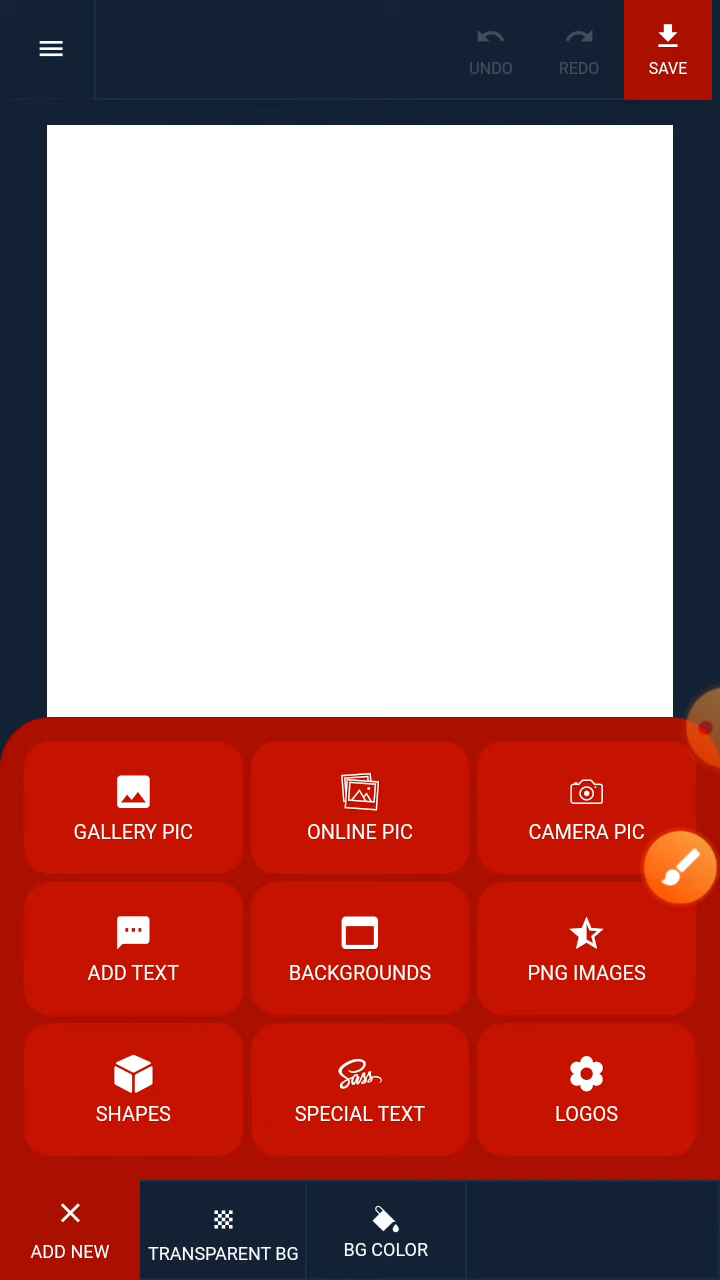 UNDO REDO SAVE
GALLERY PIC ONLINE PIC CAMERA PIC
ADD TEXT BACKGROUNDS PNG IMAGES
Sass
SHAPES SPECIAL TEXT LOGOS
ADD NEW TRANSPARENT BG BG COLOR